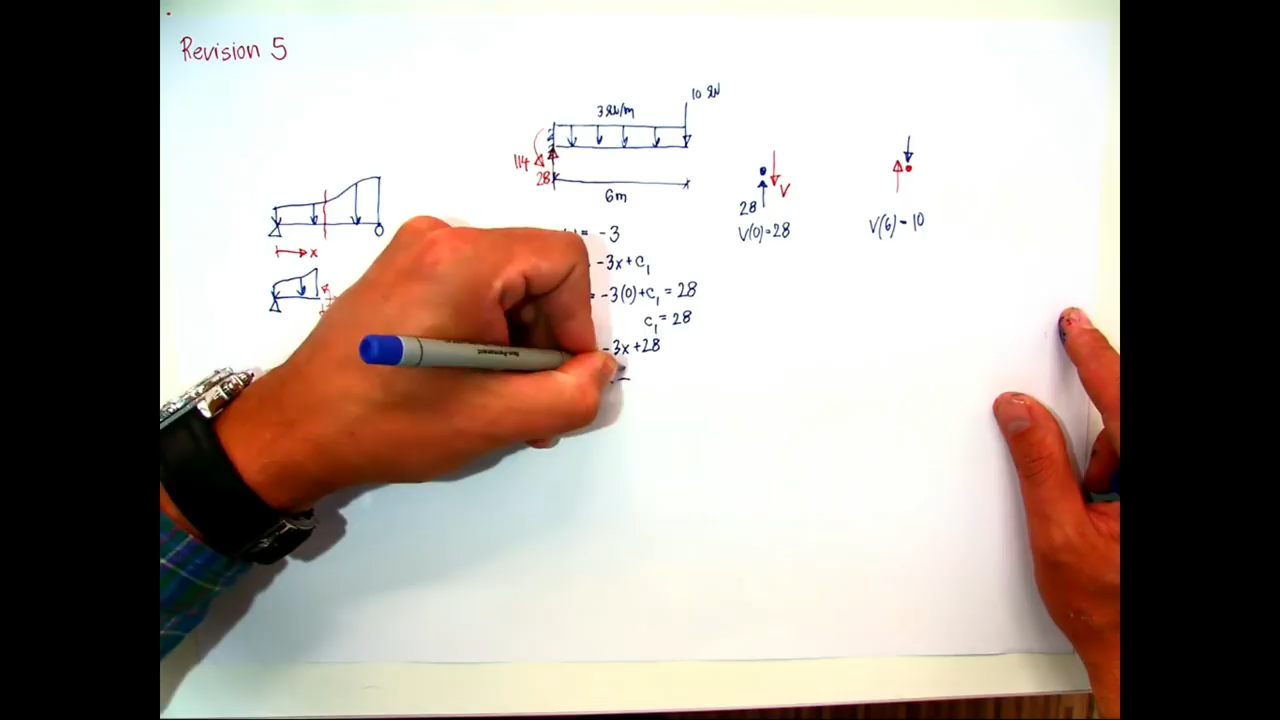 Revision 5
10 kN
3 kN/m
114
28
6m
x
V
28
V(0)=28
V(6)=10
= -3
-3x+c₁
= -3(0)+c₁ = 28
c₁ = 28
-3x+28